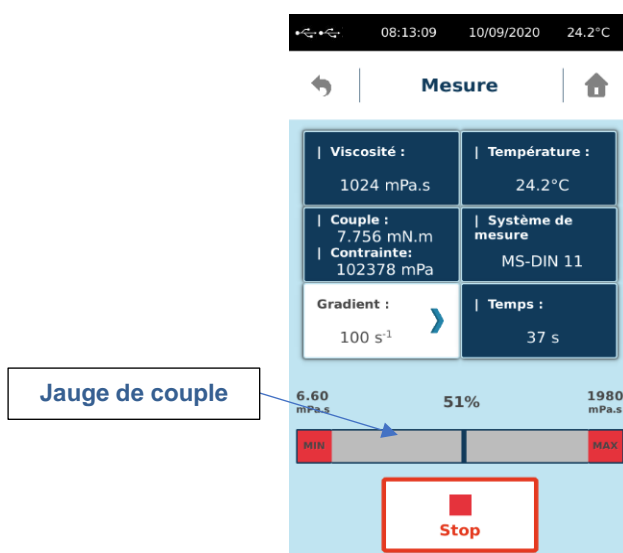 08:13:09 10/09/2020 24.2°C
Mesure
| Viscosité :
1024 mPa.s
| Température :
24.2°C
| Couple :
7.756 mN.m
| Contrainte:
102378 mPa
| Système de
mesure
MS-DIN 11
Gradient :
100 s⁻¹
| Temps :
37 s
Jauge de couple
6.60
mPa.s
51%
1980
mPa.s
MIN
MAX
Stop